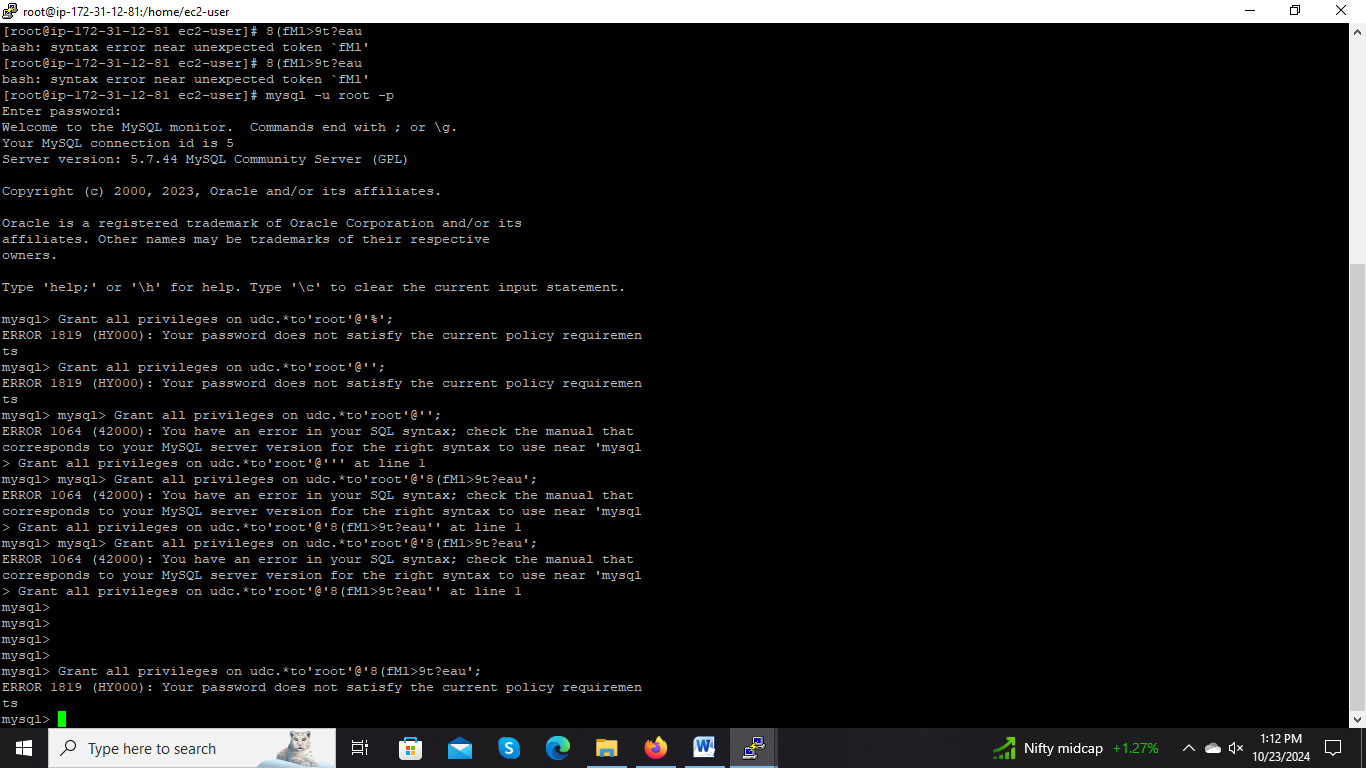 root@ip-172-31-12-81:/home/ec2-user
[root@ip-172-31-12-81 ec2-user]# 8(fMl>9t?eau
bash: syntax error near unexpected token `fMl'
[root@ip-172-31-12-81 ec2-user]# 8(fMl>9t?eau
bash: syntax error near unexpected token `fMl'
[root@ip-172-31-12-81 ec2-user]# mysql -u root -p
Enter password:
Welcome to the MySQL monitor.  Commands end with ; or \g.
Your MySQL connection id is 5
Server version: 5.7.44 MySQL Community Server (GPL)
Copyright (c) 2000, 2023, Oracle and/or its affiliates.
Oracle is a registered trademark of Oracle Corporation and/or its
affiliates. Other names may be trademarks of their respective
owners.
Type 'help;' or '\h' for help. Type '\c' to clear the current input statement.
mysql> Grant all privileges on udc.*to'root'@'%';
ERROR 1819 (HY000): Your password does not satisfy the current policy requiremen
ts
mysql> Grant all privileges on udc.*to'root'@'';
ERROR 1819 (HY000): Your password does not satisfy the current policy requiremen
ts
mysql> mysql> Grant all privileges on udc.*to'root'@'';
ERROR 1064 (42000): You have an error in your SQL syntax; check the manual that
corresponds to your MySQL server version for the right syntax to use near 'mysql
> Grant all privileges on udc.*to'root'@''' at line 1
mysql> mysql> Grant all privileges on udc.*to'root'@'8(fMl>9t?eau';
ERROR 1064 (42000): You have an error in your SQL syntax; check the manual that
corresponds to your MySQL server version for the right syntax to use near 'mysql
> Grant all privileges on udc.*to'root'@'8(fMl>9t?eau'' at line 1
mysql> mysql> Grant all privileges on udc.*to'root'@'8(fMl>9t?eau';
ERROR 1064 (42000): You have an error in your SQL syntax; check the manual that
corresponds to your MySQL server version for the right syntax to use near 'mysql
> Grant all privileges on udc.*to'root'@'8(fMl>9t?eau'' at line 1
mysql>
mysql>
mysql>
mysql>
mysql> Grant all privileges on udc.*to'root'@'8(fMl>9t?eau';
ERROR 1819 (HY000): Your password does not satisfy the current policy requiremen
ts
mysql>
Type here to search
Nifty midcap +1.27%
1:12 PM
10/23/2024